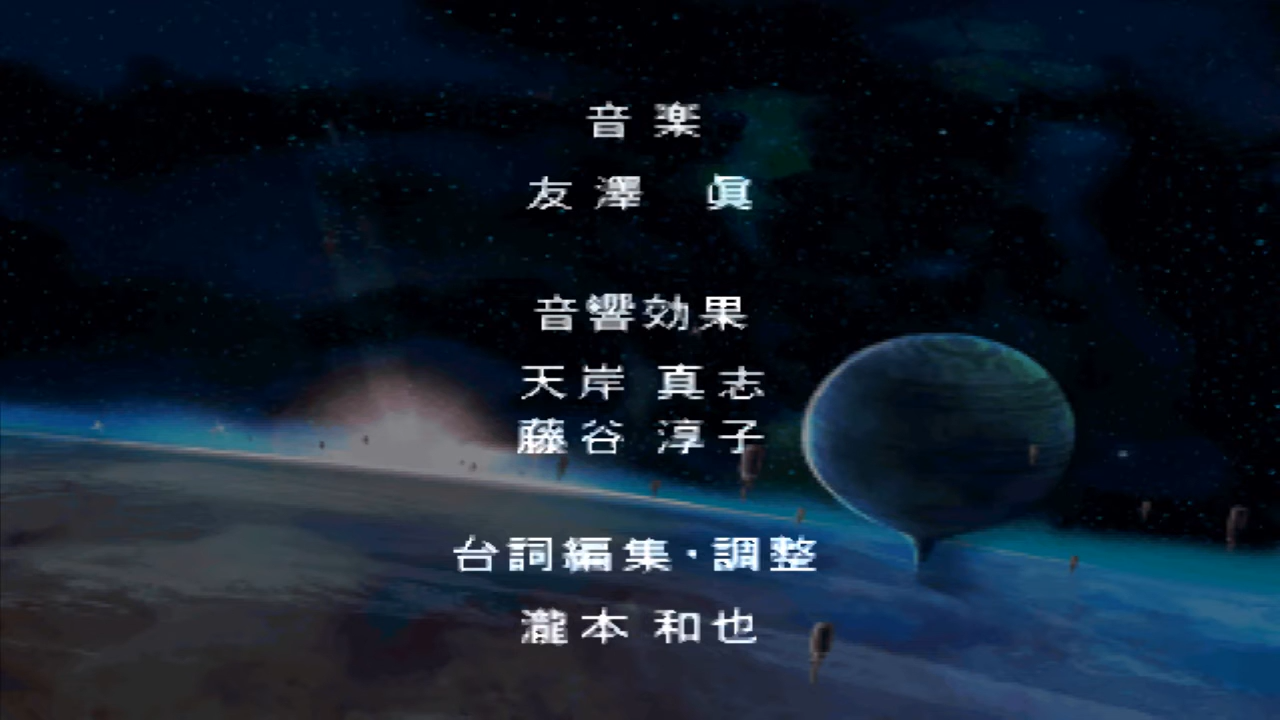 音楽
友澤 眞
音響効果
天岸 真志
藤谷 淳子
台詞編集・調整
瀧本 和也